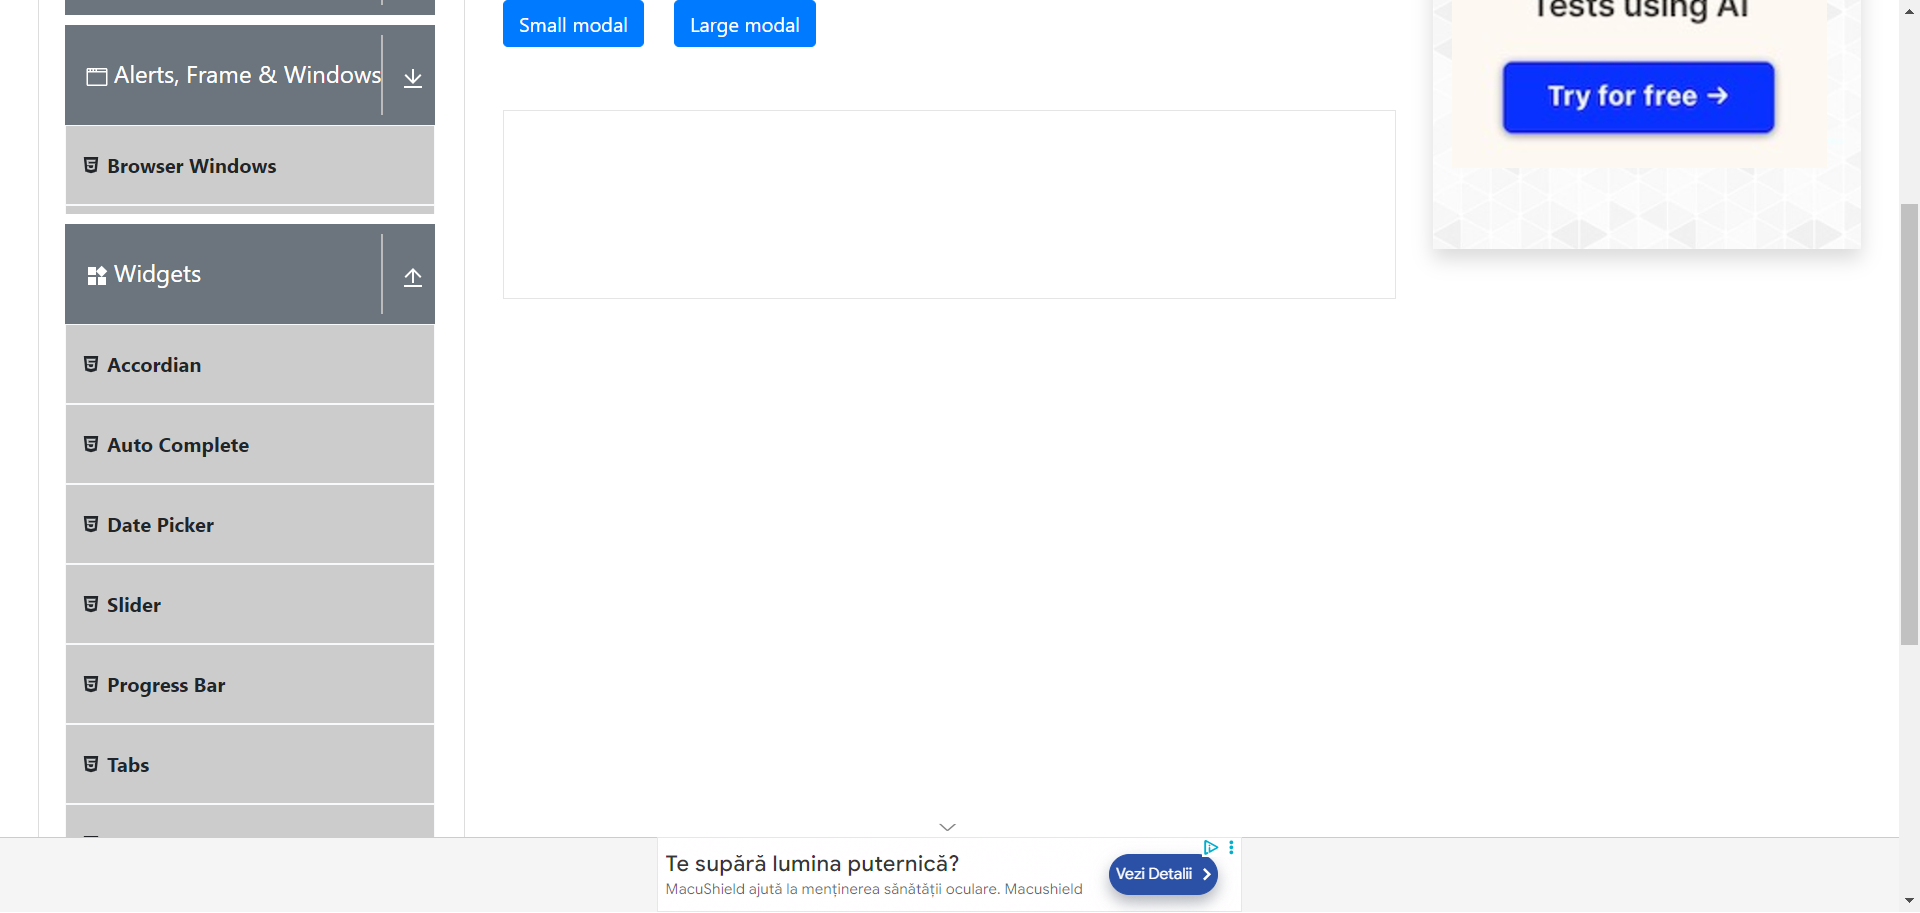 Small modal
Large modal
Tests using AI
Try for free →
Alerts, Frame & Windows
Browser Windows
Widgets
Accordian
Auto Complete
Date Picker
Slider
Progress Bar
Tabs
Te supără lumina puternică?
MacuShield ajută la menținerea sănătății oculare. Macushield
Vezi Detalii